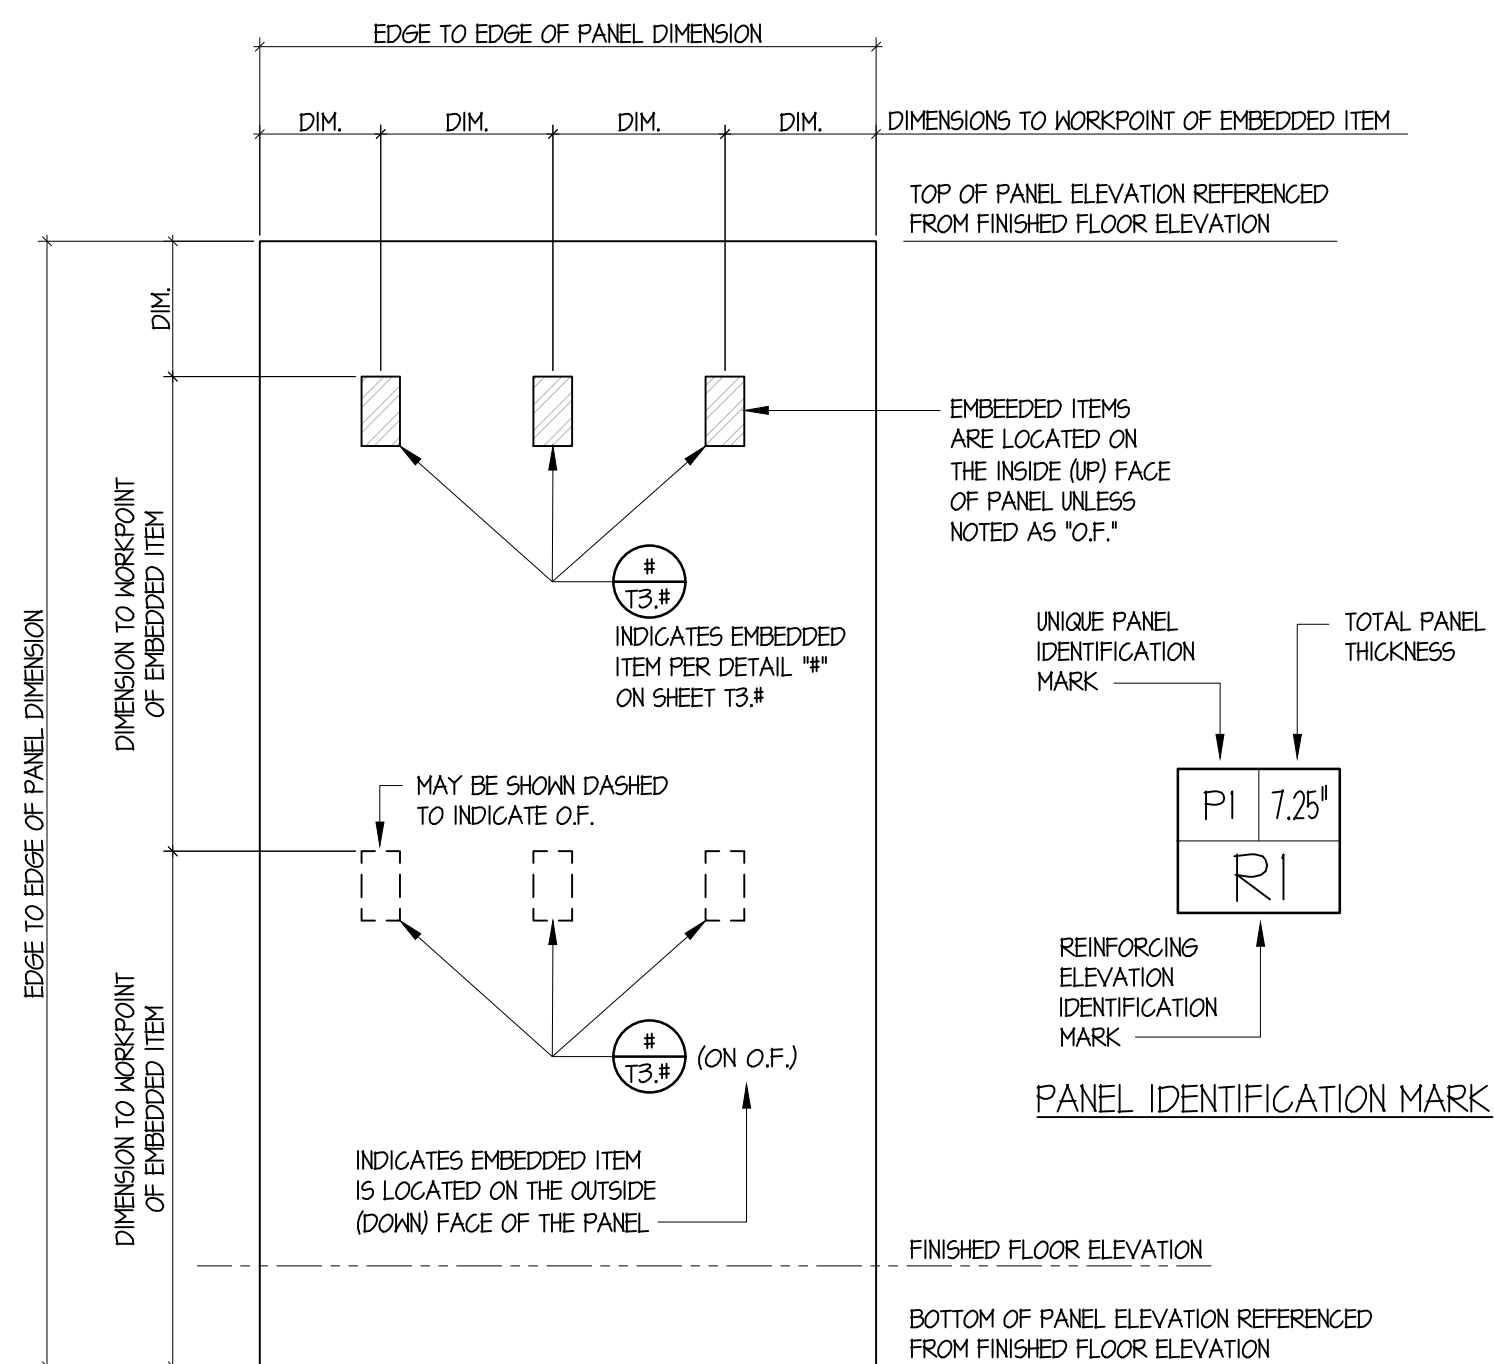 EDGE TO EDGE OF PANEL DIMENSION
DIM.
DIM.
DIM.
DIM.
DIMENSIONS TO WORKPOINT OF EMBEDDED ITEM
TOP OF PANEL ELEVATION REFERENCED
FROM FINISHED FLOOR ELEVATION
DIM.
EMBEEDED ITEMS
ARE LOCATED ON
THE INSIDE (UP) FACE
OF PANEL UNLESS
NOTED AS "O.F."
DIMENSION TO WORKPOINT
OF EMBEDDED ITEM
EDGE TO EDGE OF PANEL DIMENSION
#
T3.#
INDICATES EMBEDDED
ITEM PER DETAIL "#"
ON SHEET T3.#
UNIQUE PANEL
IDENTIFICATION
MARK
TOTAL PANEL
THICKNESS
P1
7.25"
R1
REINFORCING
ELEVATION
IDENTIFICATION
MARK
PANEL IDENTIFICATION MARK
MAY BE SHOWN DASHED
TO INDICATE O.F.
DIMENSION TO WORKPOINT
OF EMBEDDED ITEM
#
T3.#
(ON O.F.)
INDICATES EMBEDDED ITEM
IS LOCATED ON THE OUTSIDE
(DOWN) FACE OF THE PANEL
FINISHED FLOOR ELEVATION
BOTTOM OF PANEL ELEVATION REFERENCED
FROM FINISHED FLOOR ELEVATION